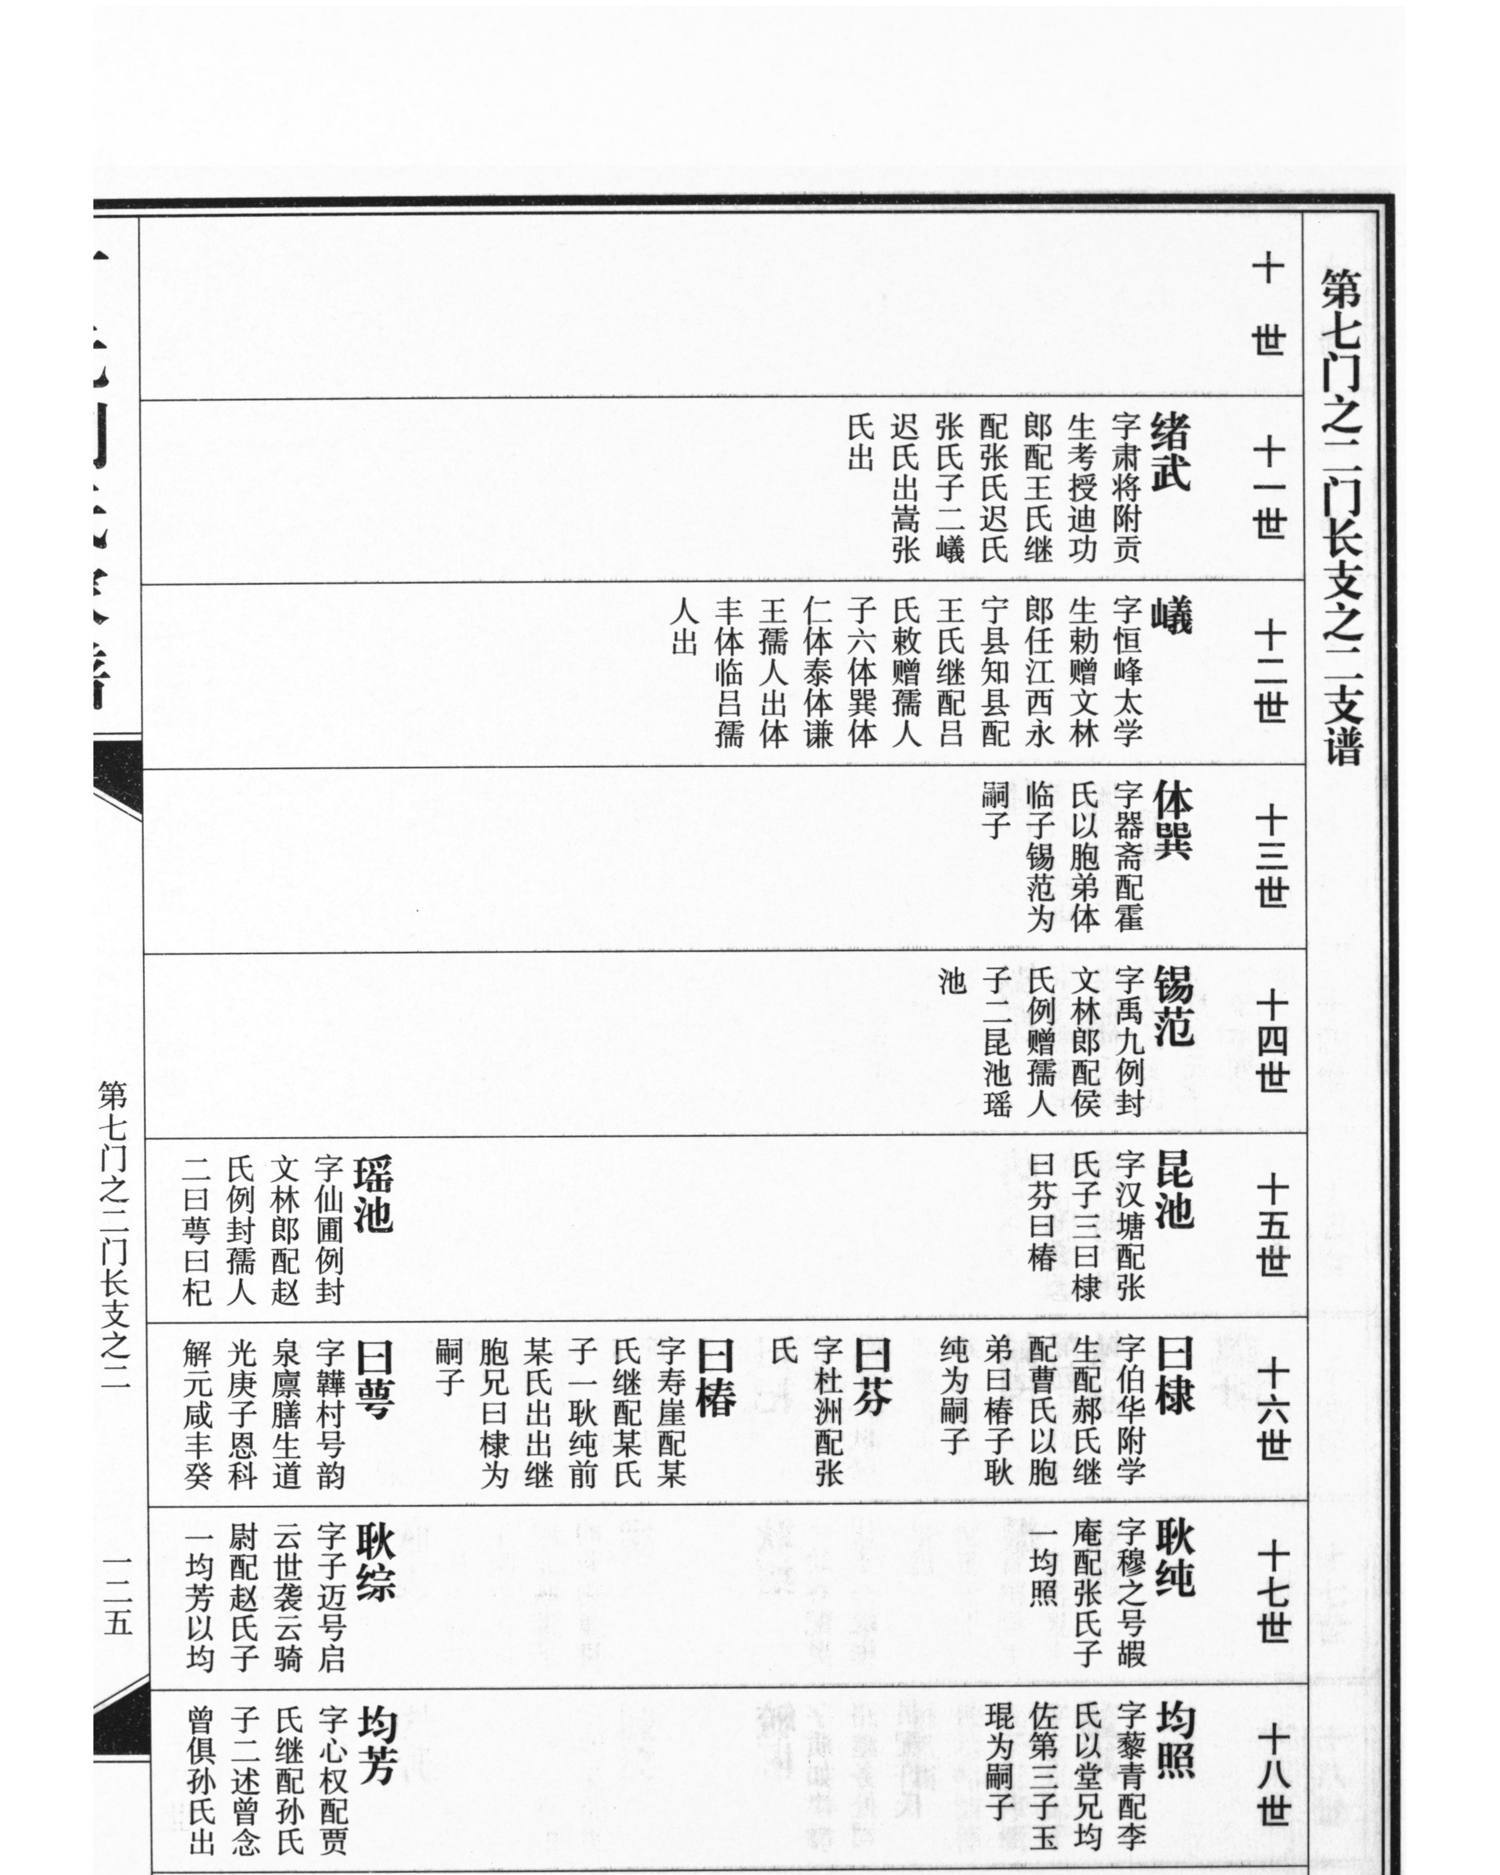 第七门之二门长支之二支谱
十世
十一世
绪武
字肃将附贡
生考授迪功
郎配王氏继
配张氏迟氏
张氏子二㠖
迟氏出嵩张
氏出
十二世
㠖
字恒峰太学
生勅赠文林
郎任江西永
宁县知县配
王氏继配吕
氏敕赠孺人
子六体巽体
仁体泰体谦
王孺人出体
丰体临吕孺
人出
十三世
体巽
字器斋配霍
氏以胞弟体
临子锡范为
嗣子
十四世
锡范
字禹九例封
文林郎配侯
氏例赠孺人
子二昆池瑶
池
十五世
昆池
字汉塘配张
氏子三曰棣
曰芬曰椿
瑶池
字仙圃例封
文林郎配赵
氏例封孺人
二曰萼曰杞
十六世
曰棣
字伯华附学
生配郝氏继
配曹氏以胞
弟曰椿子耿
纯为嗣子
曰芬
字杜洲配张
氏
曰椿
字寿崖配某
氏继配某氏
子一耿纯前
某氏出出继
胞兄曰棣为
嗣子
曰萼
字韡村号韵
泉廪膳生道
光庚子恩科
解元咸丰癸
十七世
耿纯
字穆之号嘏
庵配张氏子
一均照
耿综
字子迈号启
云世袭云骑
尉配赵氏子
一均芳以均
十八世
均照
字藜青配李
氏以堂兄均
佐第三子玉
琨为嗣子
均芳
字心权配贾
氏继配孙氏
子二述曾念
曾俱孙氏出
第七门之二门长支之二
一二五